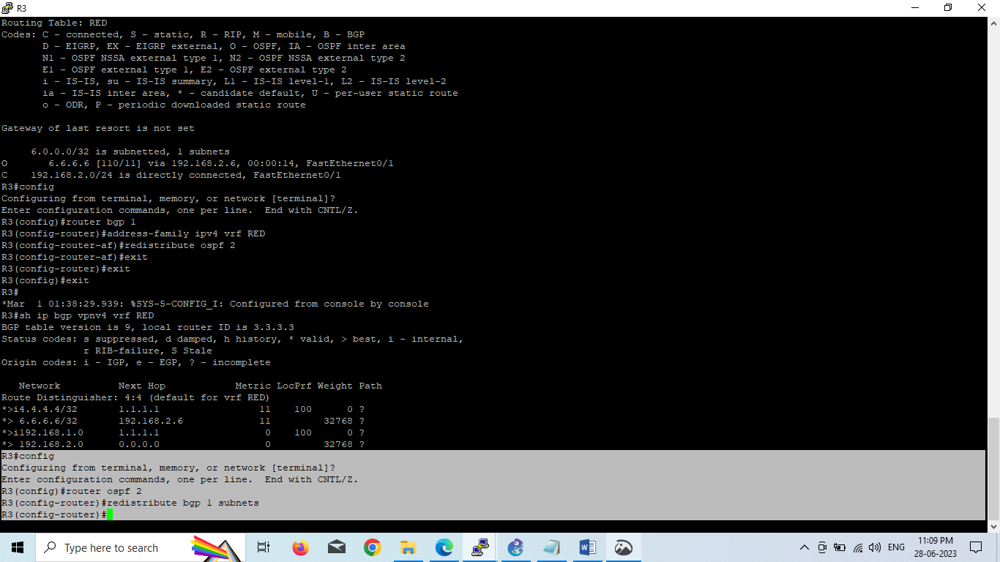 R3
Routing Table: RED
Codes: C - connected, S - static, R - RIP, M - mobile, B - BGP
D - EIGRP, EX - EIGRP external, O - OSPF, IA - OSPF inter area
N1 - OSPF NSSA external type 1, N2 - OSPF NSSA external type 2
E1 - OSPF external type 1, E2 - OSPF external type 2
i - IS-IS, su - IS-IS summary, L1 - IS-IS level-1, L2 - IS-IS level-2
ia - IS-IS inter area, * - candidate default, U - per-user static route
o - ODR, P - periodic downloaded static route
Gateway of last resort is not set
6.0.0.0/32 is subnetted, 1 subnets
O 6.6.6.6 [110/11] via 192.168.2.6, 00:00:14, FastEthernet0/1
C 192.168.2.0/24 is directly connected, FastEthernet0/1
R3#config
Configuring from terminal, memory, or network [terminal]?
Enter configuration commands, one per line. End with CNTL/Z.
R3(config)#router bgp 1
R3(config-router)#address-family ipv4 vrf RED
R3(config-router-af)#redistribute ospf 2
R3(config-router-af)#exit
R3(config-router)#exit
R3(config)#exit
R3#
*Mar 1 01:38:29.939: %SYS-5-CONFIG_I: Configured from console by console
R3#sh ip bgp vpnv4 vrf RED
BGP table version is 9, local router ID is 3.3.3.3
Status codes: s suppressed, d damped, h history, * valid, > best, i - internal,
r RIB-failure, S Stale
Origin codes: i - IGP, e - EGP, ? - incomplete
Network Next Hop Metric LocPrf Weight Path
Route Distinguisher: 4:4 (default for vrf RED)
*>i4.4.4.4/32 1.1.1.1 11 100 0 ?
*> 6.6.6.6/32 192.168.2.6 11 32768 ?
*>i192.168.1.0 1.1.1.1 0 100 0 ?
*> 192.168.2.0 0.0.0.0 0 32768 ?
R3#config
Configuring from terminal, memory, or network [terminal]?
Enter configuration commands, one per line. End with CNTL/Z.
R3(config)#router ospf 2
R3(config-router)#redistribute bgp 1 subnets
R3(config-router)#
Type here to search
ENG
11:09 PM
28-06-2023